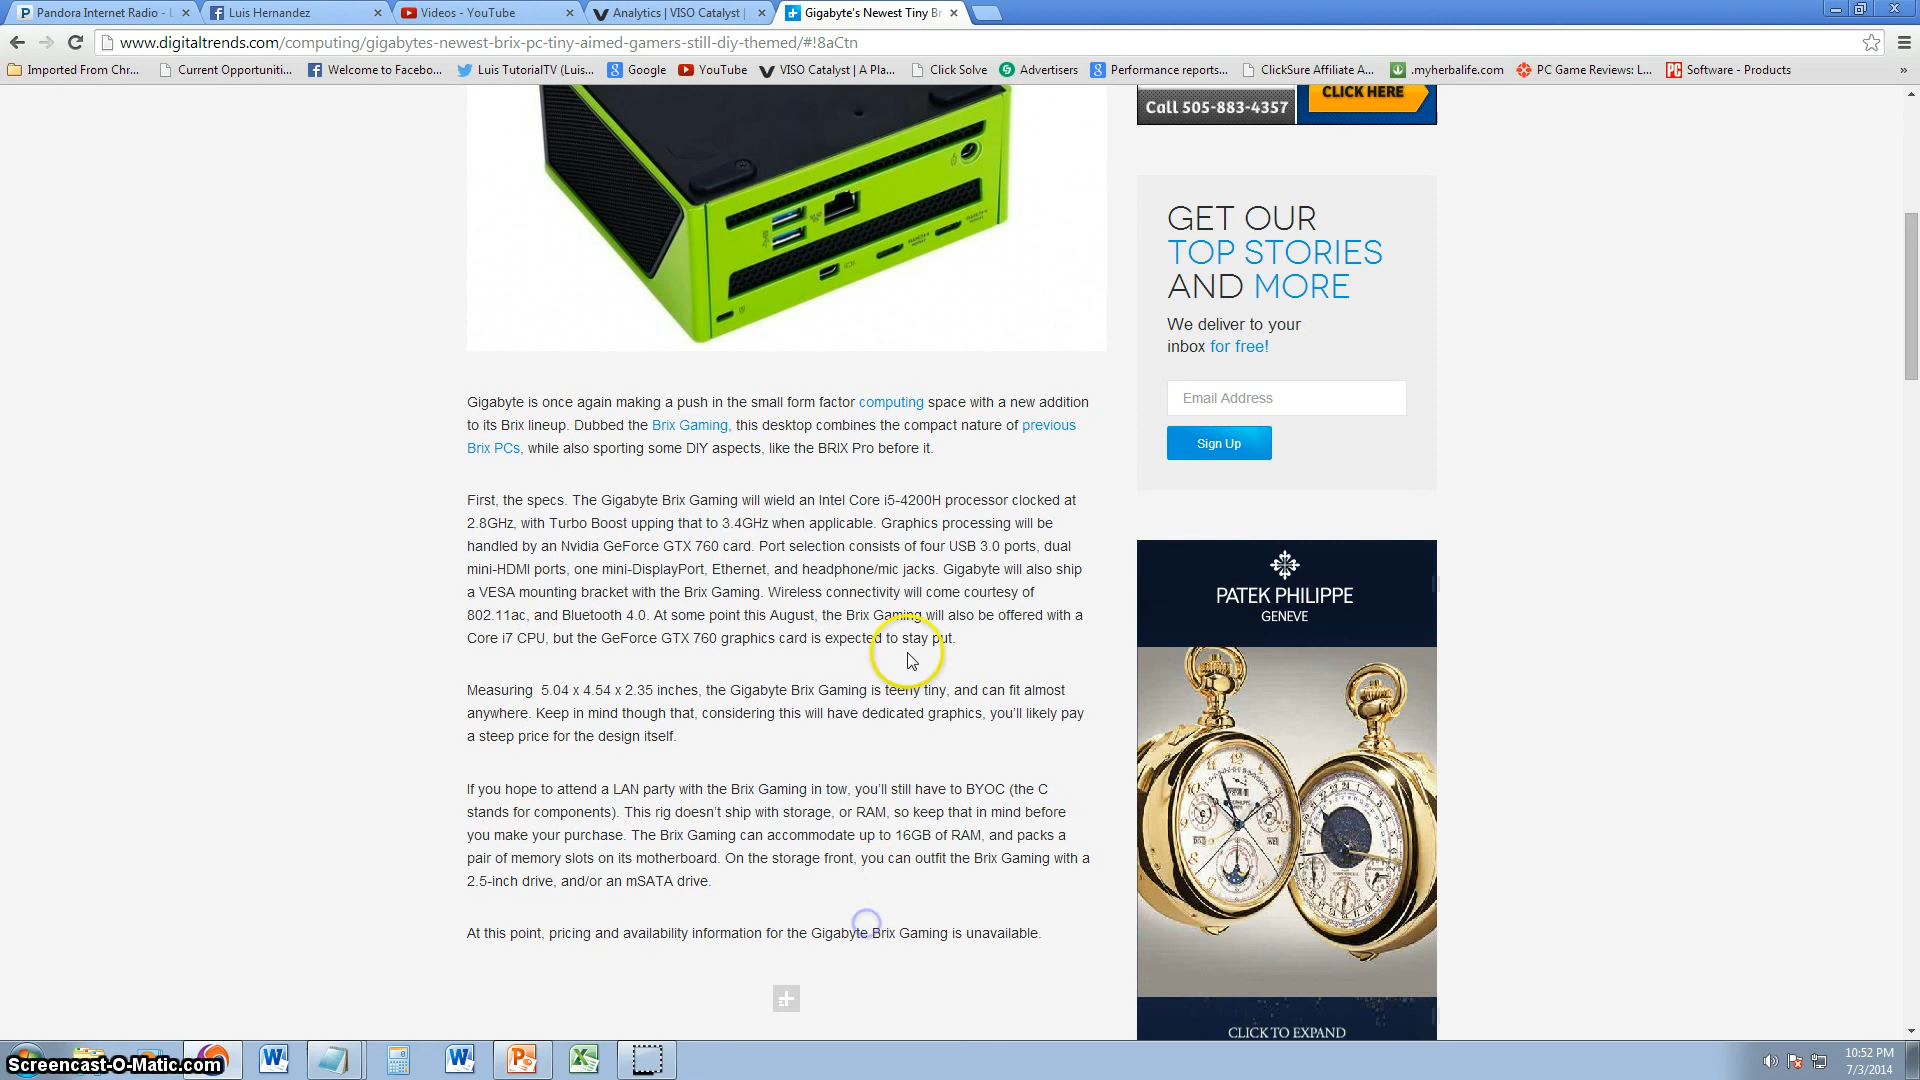 Pandora Internet Radio - L
Luis Hernandez
Videos - YouTube
Analytics | VISO Catalyst |
Gigabyte's Newest Tiny Br
www.digitaltrends.com/computing/gigabytes-newest-brix-pc-tiny-aimed-gamers-still-diy-themed/#!8aCtn
Imported From Chr...
Current Opportuniti...
Welcome to Facebo...
Luis TutorialTV (Luis...
Google
YouTube
VISO Catalyst | A Pla...
Click Solve
Advertisers
Performance reports...
ClickSure Affiliate A...
.myherbalife.com
PC Game Reviews: L...
Software - Products
Call 505-883-4357
CLICK HERE
GET OUR
TOP STORIES
AND MORE
We deliver to your
inbox for free!
Email Address
Sign Up
Gigabyte is once again making a push in the small form factor computing space with a new addition
to its Brix lineup. Dubbed the Brix Gaming, this desktop combines the compact nature of previous
Brix PCs, while also sporting some DIY aspects, like the BRIX Pro before it.
First, the specs. The Gigabyte Brix Gaming will wield an Intel Core i5-4200H processor clocked at
2.8GHz, with Turbo Boost upping that to 3.4GHz when applicable. Graphics processing will be
handled by an Nvidia GeForce GTX 760 card. Port selection consists of four USB 3.0 ports, dual
mini-HDMI ports, one mini-DisplayPort, Ethernet, and headphone/mic jacks. Gigabyte will also ship
a VESA mounting bracket with the Brix Gaming. Wireless connectivity will come courtesy of
802.11ac, and Bluetooth 4.0. At some point this August, the Brix Gaming will also be offered with a
Core i7 CPU, but the GeForce GTX 760 graphics card is expected to stay put.
Measuring 5.04 x 4.54 x 2.35 inches, the Gigabyte Brix Gaming is teeny tiny, and can fit almost
anywhere. Keep in mind though that, considering this will have dedicated graphics, you'll likely pay
a steep price for the design itself.
If you hope to attend a LAN party with the Brix Gaming in tow, you'll still have to BYOC (the C
stands for components). This rig doesn't ship with storage, or RAM, so keep that in mind before
you make your purchase. The Brix Gaming can accommodate up to 16GB of RAM, and packs a
pair of memory slots on its motherboard. On the storage front, you can outfit the Brix Gaming with a
2.5-inch drive, and/or an mSATA drive.
At this point, pricing and availability information for the Gigabyte Brix Gaming is unavailable.
PATEK PHILIPPE
GENEVE
CLICK TO EXPAND
Screencast-O-Matic.com
10:52 PM
7/3/2014